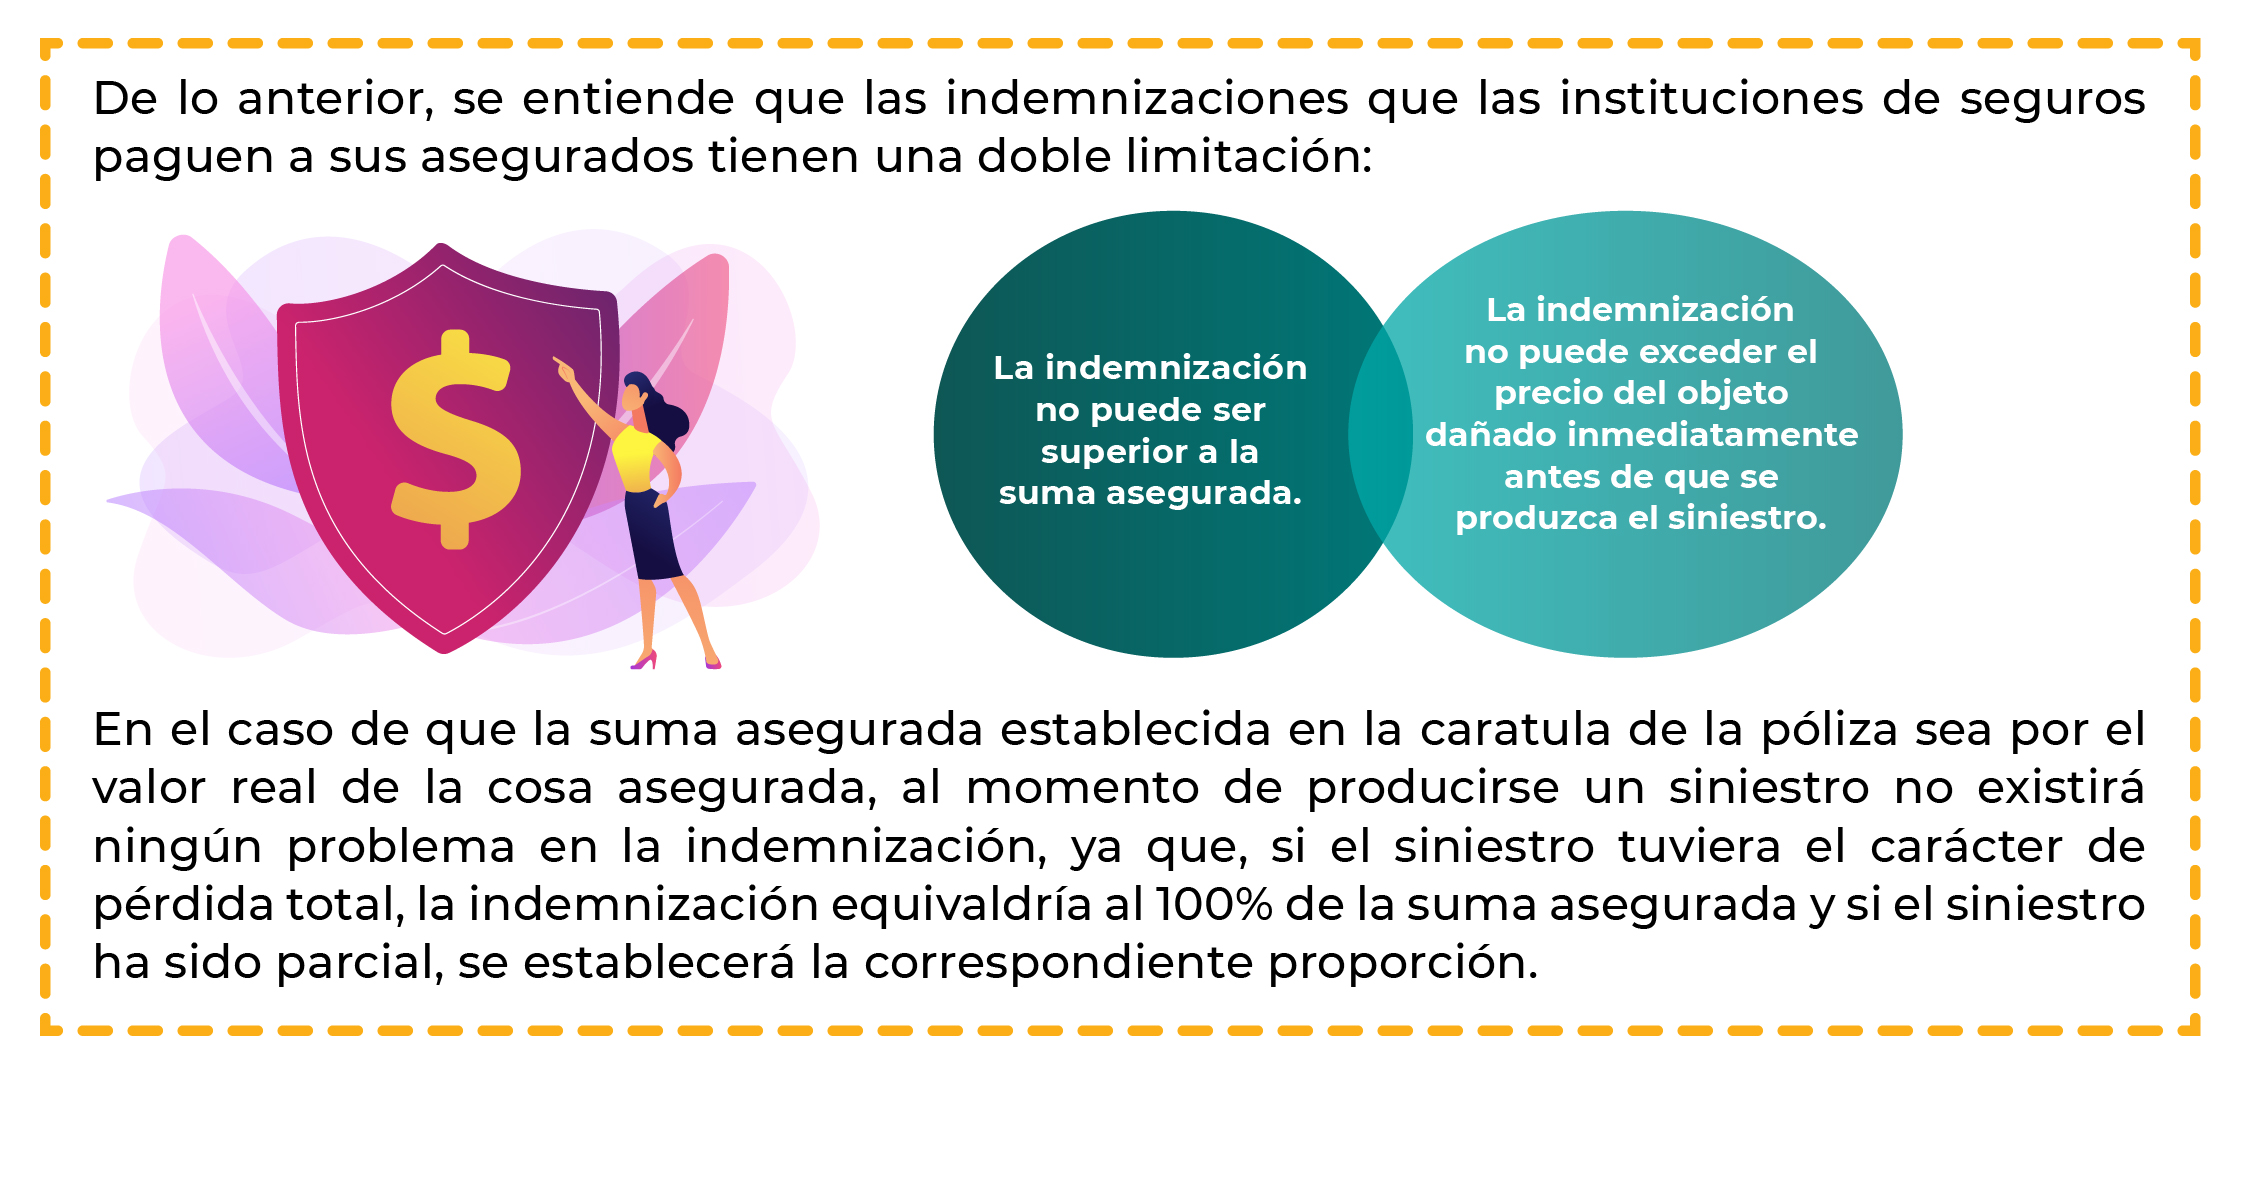 De lo anterior, se entiende que las indemnizaciones que las instituciones de seguros
paguen a sus asegurados tienen una doble limitación:
$
La indemnización
no puede ser
superior a la
suma asegurada.
La indemnización
no puede exceder el
precio del objeto
dañado inmediatamente
antes de que se
produzca el siniestro.
En el caso de que la suma asegurada establecida en la caratula de la póliza sea por el
valor real de la cosa asegurada, al momento de producirse un siniestro no existirá
ningún problema en la indemnización, ya que, si el siniestro tuviera el carácter de
pérdida total, la indemnización equivaldría al 100% de la suma asegurada y si el siniestro
ha sido parcial, se establecerá la correspondiente proporción.